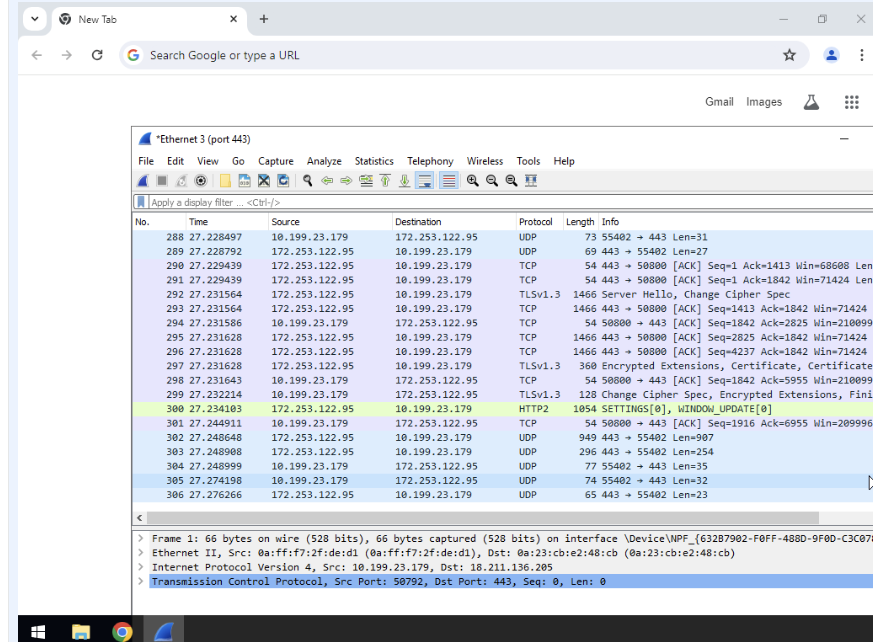 New Tab
Search Google or type a URL
Gmail Images
*Ethernet 3 (port 443)
File Edit View Go Capture Analyze Statistics Telephony Wireless Tools Help
Apply a display filter ... <Ctrl-/>
No. Time Source Destination Protocol Length Info
288 27.228497 10.199.23.179 172.253.122.95 UDP 73 55402 → 443 Len=31
289 27.228792 172.253.122.95 10.199.23.179 UDP 69 443 → 55402 Len=27
290 27.229439 172.253.122.95 10.199.23.179 TCP 54 443 → 50800 [ACK] Seq=1 Ack=1413 Win=68608 Len
291 27.229439 172.253.122.95 10.199.23.179 TCP 54 443 → 50800 [ACK] Seq=1 Ack=1842 Win=71424 Len
292 27.231564 172.253.122.95 10.199.23.179 TLSv1.3 1466 Server Hello, Change Cipher Spec
293 27.231564 172.253.122.95 10.199.23.179 TCP 1466 443 → 50800 [ACK] Seq=1413 Ack=1842 Win=71424
294 27.231586 10.199.23.179 172.253.122.95 TCP 54 50800 → 443 [ACK] Seq=1842 Ack=2825 Win=210099
295 27.231628 172.253.122.95 10.199.23.179 TCP 1466 443 → 50800 [ACK] Seq=2825 Ack=1842 Win=71424
296 27.231628 172.253.122.95 10.199.23.179 TCP 1466 443 → 50800 [ACK] Seq=4237 Ack=1842 Win=71424
297 27.231628 172.253.122.95 10.199.23.179 TLSv1.3 360 Encrypted Extensions, Certificate, Certificate
298 27.231643 10.199.23.179 172.253.122.95 TCP 54 50800 → 443 [ACK] Seq=1842 Ack=5955 Win=210099
299 27.232214 10.199.23.179 172.253.122.95 TLSv1.3 128 Change Cipher Spec, Encrypted Extensions, Fini
300 27.234103 172.253.122.95 10.199.23.179 HTTP2 1054 SETTINGS[0], WINDOW_UPDATE[0]
301 27.244911 10.199.23.179 172.253.122.95 TCP 54 50800 → 443 [ACK] Seq=1916 Ack=6955 Win=209996
302 27.248648 172.253.122.95 10.199.23.179 UDP 949 443 → 55402 Len=907
303 27.248908 172.253.122.95 10.199.23.179 UDP 296 443 → 55402 Len=254
304 27.248999 10.199.23.179 172.253.122.95 UDP 77 55402 → 443 Len=35
305 27.274198 10.199.23.179 172.253.122.95 UDP 74 55402 → 443 Len=32
306 27.276266 172.253.122.95 10.199.23.179 UDP 65 443 → 55402 Len=23
Frame 1: 66 bytes on wire (528 bits), 66 bytes captured (528 bits) on interface \Device\NPF_{632B7902-F0FF-488D-9F0D-C3C078
Ethernet II, Src: 0a:ff:f7:2f:de:d1 (0a:ff:f7:2f:de:d1), Dst: 0a:23:cb:e2:48:cb (0a:23:cb:e2:48:cb)
Internet Protocol Version 4, Src: 10.199.23.179, Dst: 18.211.136.205
Transmission Control Protocol, Src Port: 50792, Dst Port: 443, Seq: 0, Len: 0